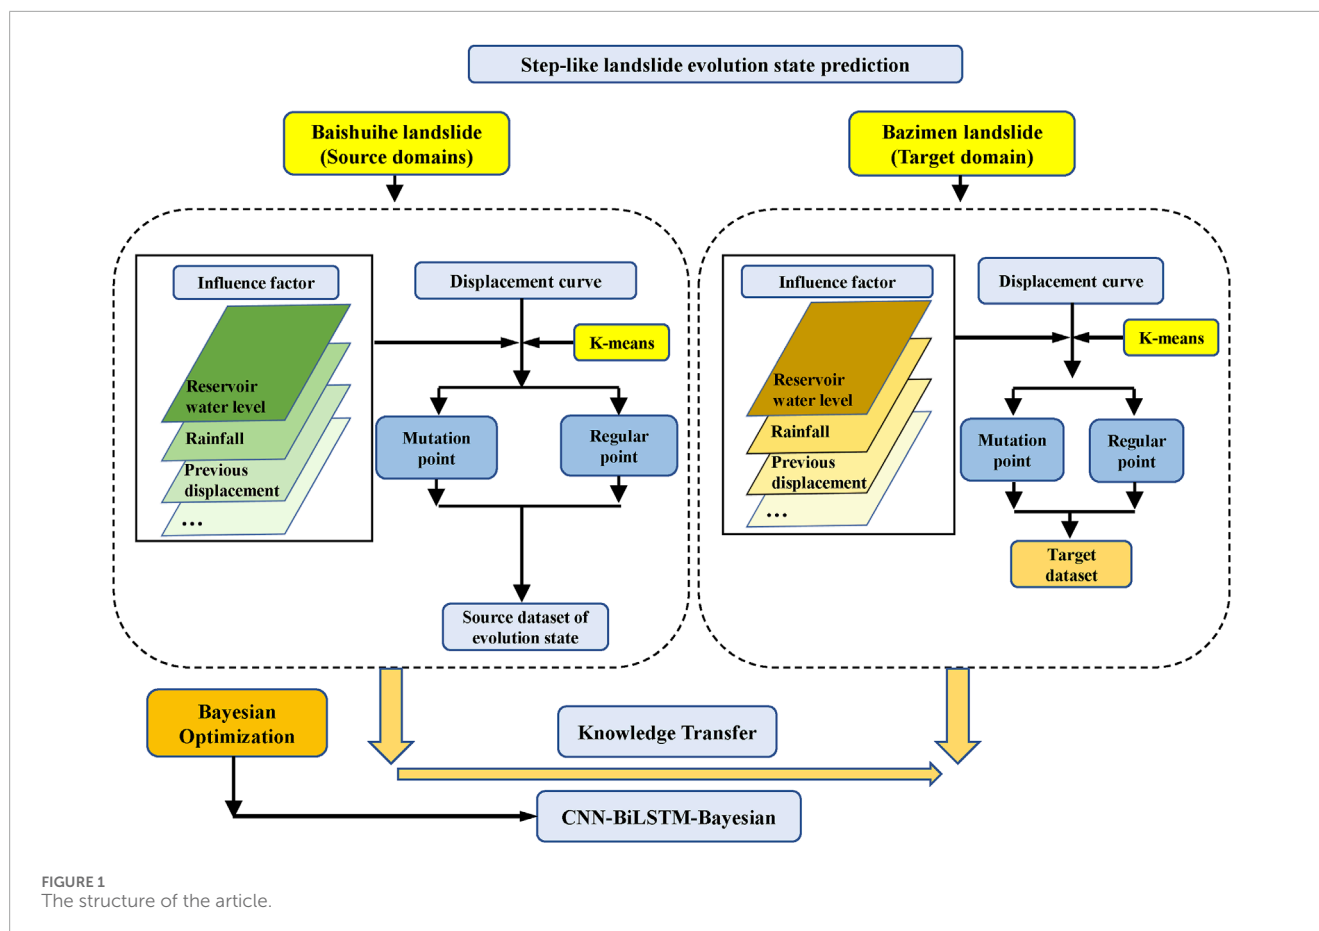 Step-like landslide evolution state prediction
Baishuihe landslide
(Source domains)
Bazimen landslide
(Target domain)
Influence factor
Reservoir
water level
Rainfall
Previous
displacement
...
Displacement curve
K-means
Mutation
point
Regular
point
Source dataset of
evolution state
Influence factor
Reservoir
water level
Rainfall
Previous
displacement
...
Displacement curve
K-means
Mutation
point
Regular
point
Target
dataset
Bayesian
Optimization
Knowledge Transfer
CNN-BiLSTM-Bayesian
FIGURE 1
The structure of the article.